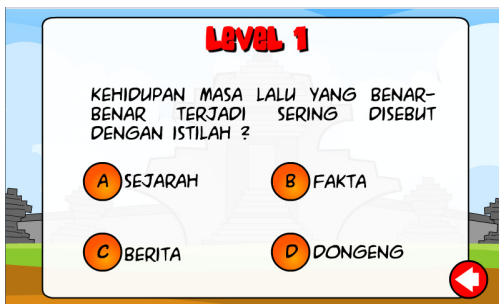 Level 1
KEHIDUPAN MASA LALU YANG BENAR-
BENAR TERJADI SERING DISEBUT
DENGAN ISTILAH ?
A SEJARAH
B FAKTA
C BERITA
D DONGENG